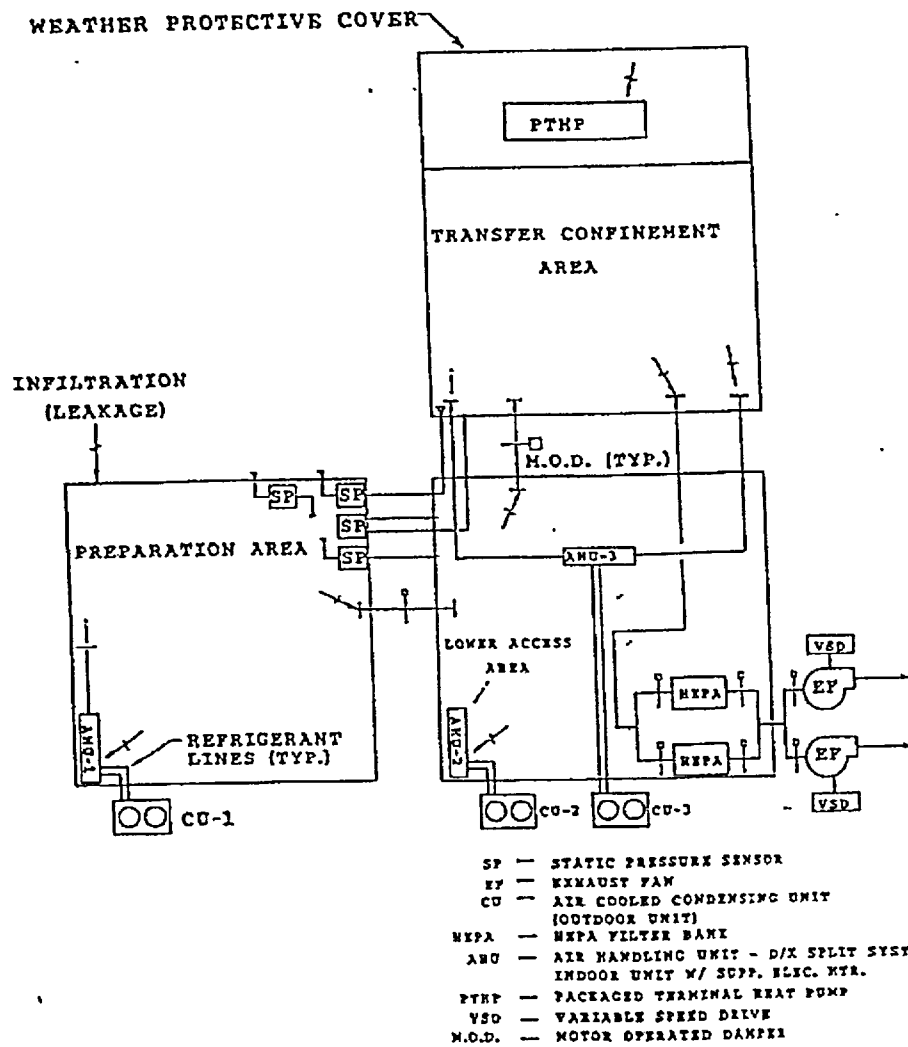 WEATHER PROTECTIVE COVER
PTHP
TRANSFER CONFINEMENT
AREA
INFILTRATION
(LEAKAGE)
M.O.D. (TYP.)
SP
SP
SP
SP
PREPARATION AREA
AHU-3
LOWER ACCESS
AREA
VSD
EF
HEPA
HEPA
EF
VSD
AHU-1
REFRIGERANT
LINES (TYP.)
AHU-2
CU-1
CU-2
CU-3
SP — STATIC PRESSURE SENSOR
EF — EXHAUST FAN
CU — AIR COOLED CONDENSING UNIT
(OUTDOOR UNIT)
HEPA — HEPA FILTER BANK
AHU — AIR HANDLING UNIT - D/X SPLIT SYST
INDOOR UNIT W/ SUPP. ELEC. HTR.
PTHP — PACKAGED TERMINAL HEAT PUMP
VSD — VARIABLE SPEED DRIVE
M.O.D. — MOTOR OPERATED DAMPER